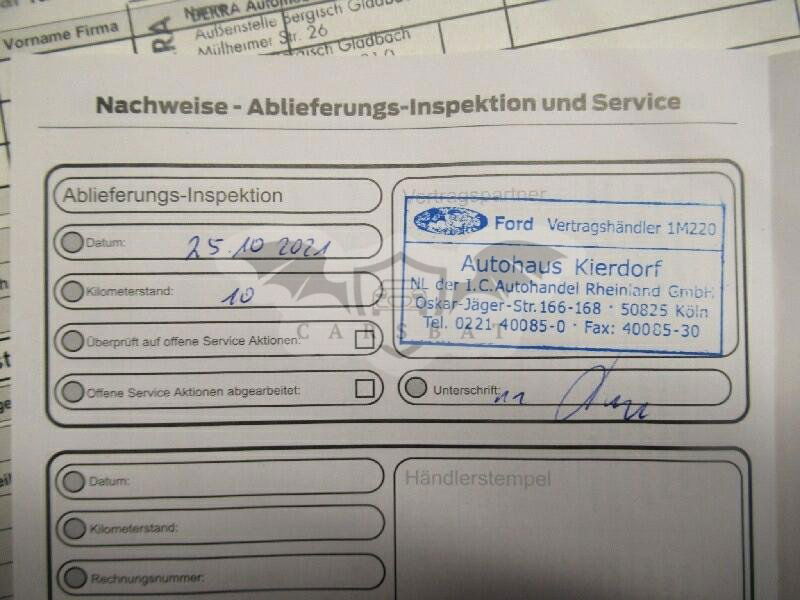 Vorname Firma
DEKRA Automo
Außenstelle Bergisch Gladbach
Mülheimer Str. 26
isch Gladbach
Nachweise - Ablieferungs-Inspektion und Service
Ablieferungs-Inspektion
Vertragspartner
Datum: 25.10 2021
Kilometerstand: 10
Überprüft auf offene Service Aktionen:
Offene Service Aktionen abgearbeitet:
Ford Vertragshändler 1M220
Autohaus Kierdorf
NL der I.C.Autohandel Rheinland GmbH
Oskar-Jäger-Str.166-168 · 50825 Köln
Tel. 0221-40085-0 · Fax: 40085-30
CARSBAT
Unterschrift:
Datum:
Kilometerstand:
Rechnungsnummer:
Händlerstempel